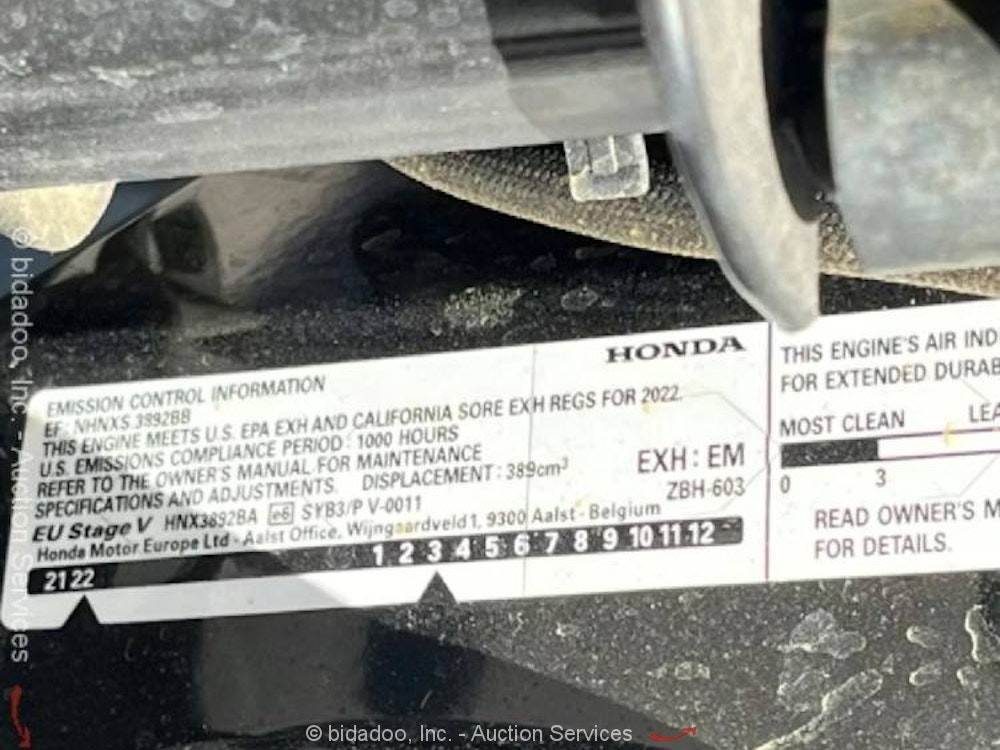 HONDA
EMISSION CONTROL INFORMATION
EF: NHNXS.3892BB
THIS ENGINE MEETS U.S. EPA EXH AND CALIFORNIA SORE EXH REGS FOR 2022.
U.S. EMISSIONS COMPLIANCE PERIOD: 1000 HOURS
REFER TO THE OWNER'S MANUAL FOR MAINTENANCE
SPECIFICATIONS AND ADJUSTMENTS. DISPLACEMENT: 389cm³
EXH: EM
ZBH-603
EU Stage V HNX3892BA e6 SYB3/P V-0011
Honda Motor Europe Ltd - Aalst Office, Wijngaardveld 1, 9300 Aalst - Belgium
21 22 1 2 3 4 5 6 7 8 9 10 11 12
THIS ENGINE'S AIR IND
FOR EXTENDED DURAB
MOST CLEAN LEA
0 3
READ OWNER'S M
FOR DETAILS.
© bidadoo, Inc. - Auction Services
© bidadoo, Inc. - Auction Services